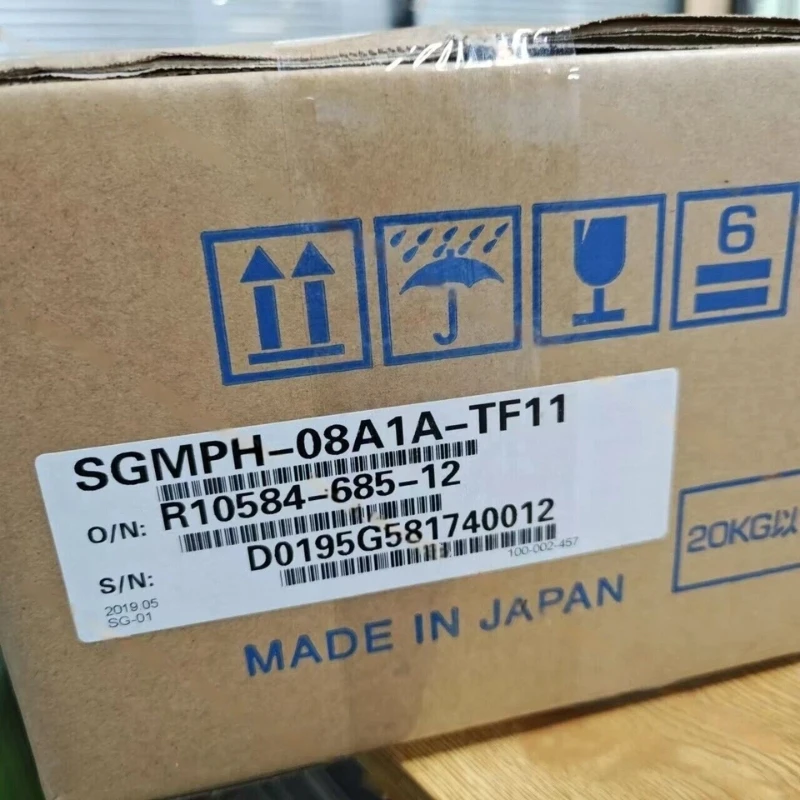 6
SGMPH-08A1A-TF11
O/N: R10584-685-12
S/N: D0195G581740012
100-002-457
2019.05
SG-01
20KG以
MADE IN JAPAN